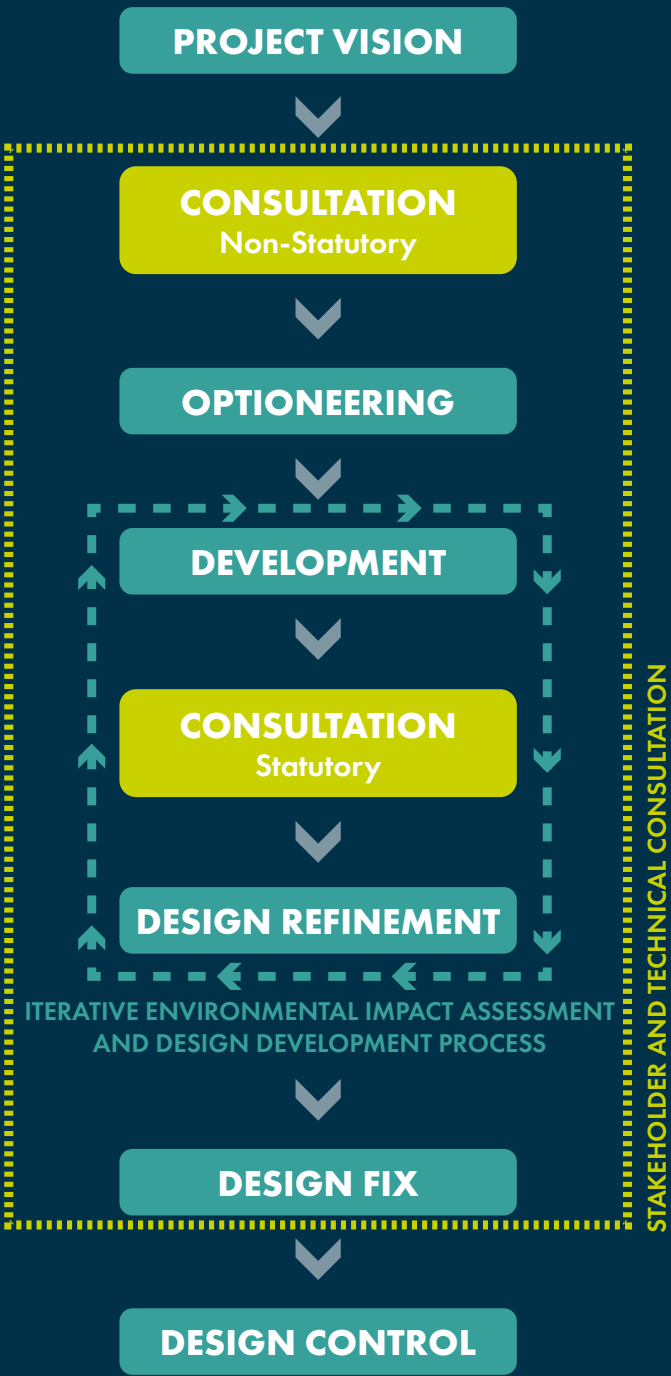 PROJECT VISION
CONSULTATION
Non-Statutory
OPTIONEERING
DEVELOPMENT
CONSULTATION
Statutory
DESIGN REFINEMENT
ITERATIVE ENVIRONMENTAL IMPACT ASSESSMENT
AND DESIGN DEVELOPMENT PROCESS
DESIGN FIX
STAKEHOLDER AND TECHNICAL CONSULTATION
DESIGN CONTROL